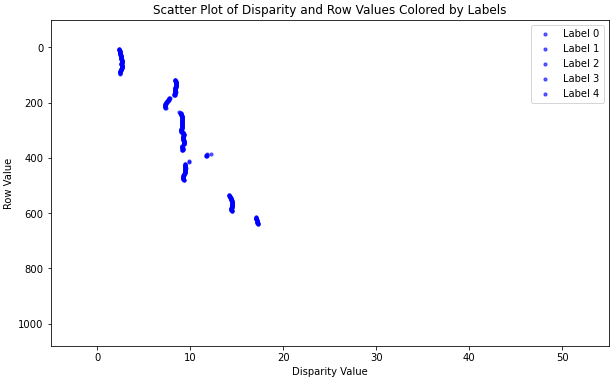 Scatter Plot of Disparity and Row Values Colored by Labels
Label 0
Label 1
Label 2
Label 3
Label 4
0
200
400
600
800
1000
Row Value
0 10 20 30 40 50
Disparity Value